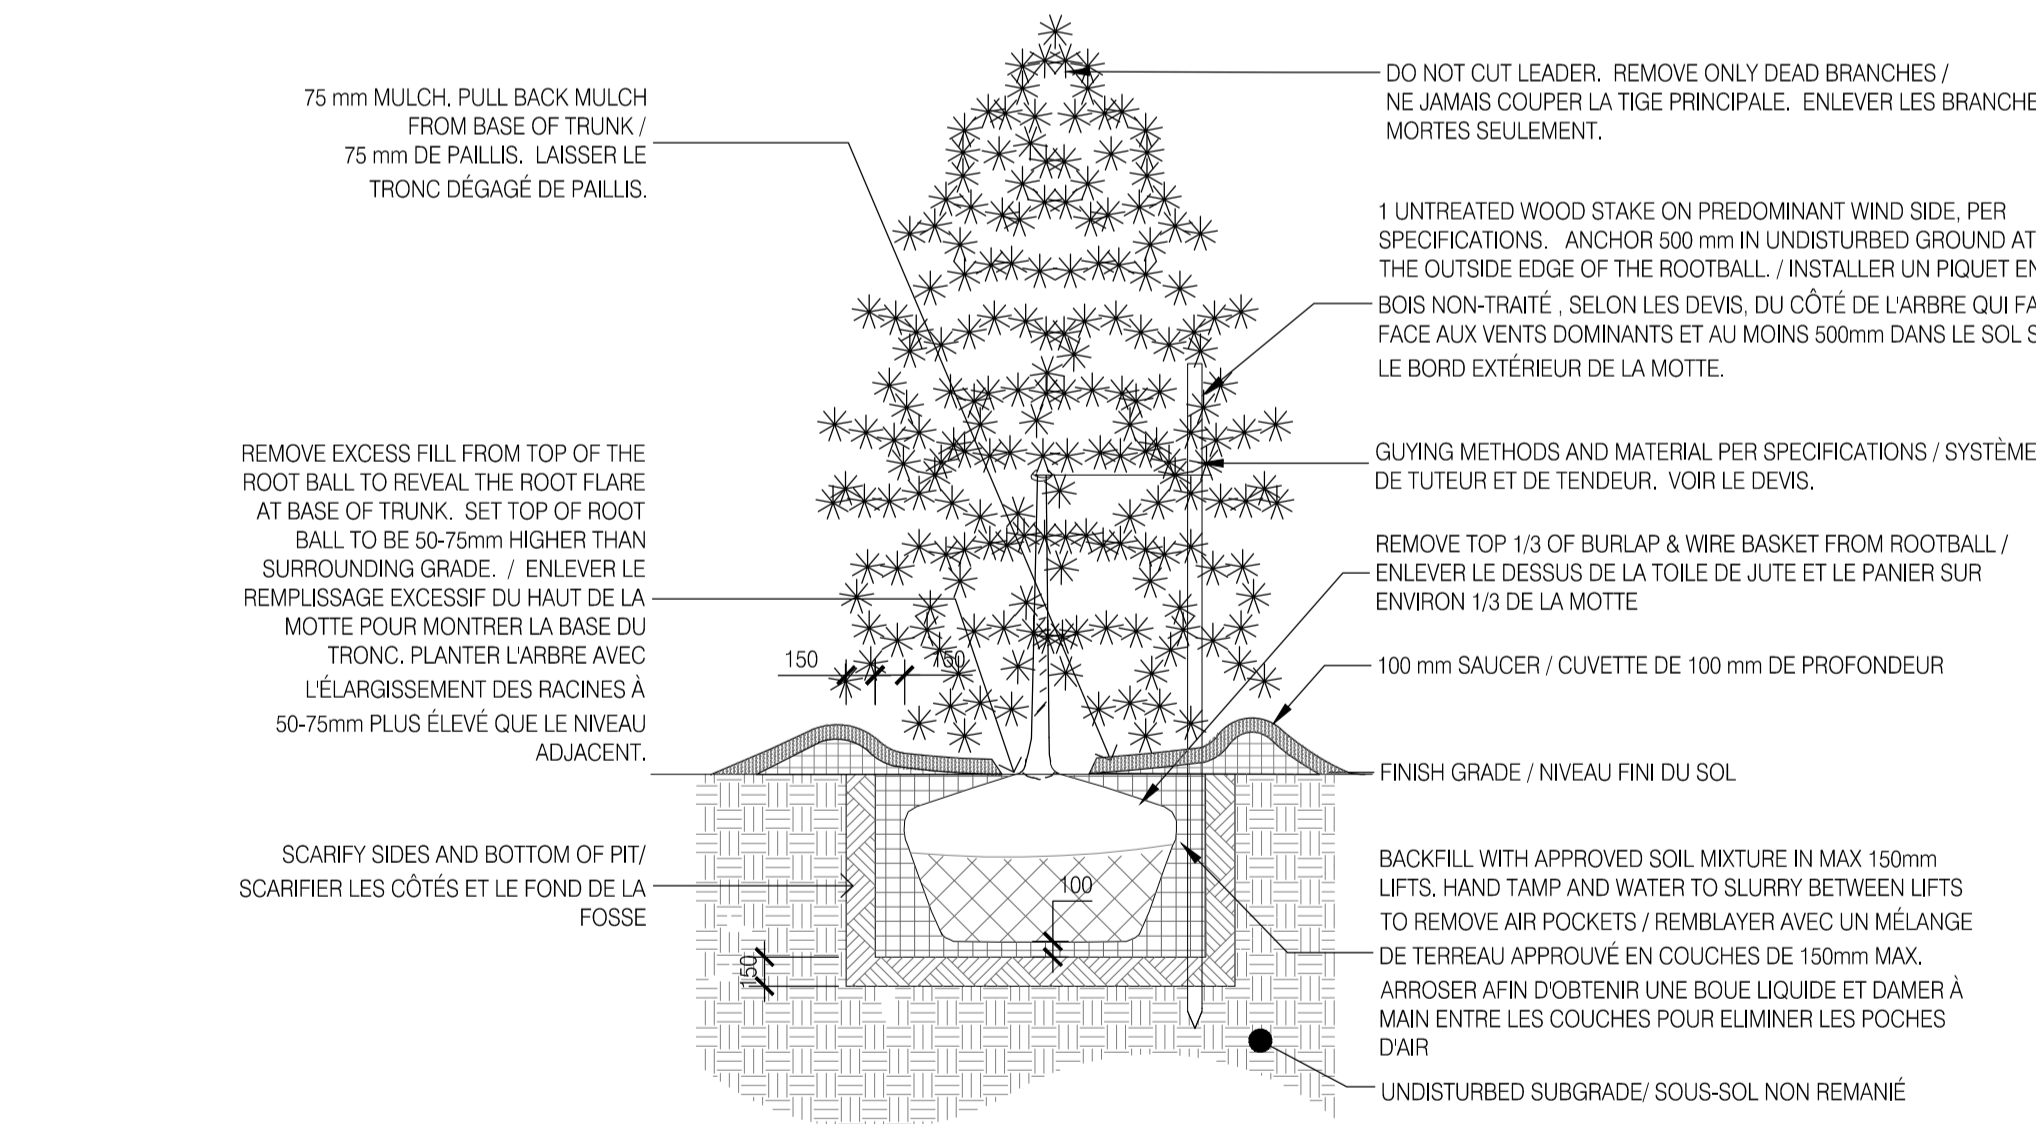 75 mm MULCH. PULL BACK MULCH
FROM BASE OF TRUNK /
75 mm DE PAILLIS. LAISSER LE
TRONC DÉGAGÉ DE PAILLIS.
REMOVE EXCESS FILL FROM TOP OF THE
ROOT BALL TO REVEAL THE ROOT FLARE
AT BASE OF TRUNK. SET TOP OF ROOT
BALL TO BE 50-75mm HIGHER THAN
SURROUNDING GRADE. / ENLEVER LE
REMPLISSAGE EXCESSIF DU HAUT DE LA
MOTTE POUR MONTRER LA BASE DU
TRONC. PLANTER L'ARBRE AVEC
L'ÉLARGISSEMENT DES RACINES À
50-75mm PLUS ÉLEVÉ QUE LE NIVEAU
ADJACENT.
SCARIFY SIDES AND BOTTOM OF PIT/
SCARIFIER LES CÔTÉS ET LE FOND DE LA
FOSSE
150
150
100
150
DO NOT CUT LEADER. REMOVE ONLY DEAD BRANCHES /
NE JAMAIS COUPER LA TIGE PRINCIPALE. ENLEVER LES BRANCHE
MORTES SEULEMENT.
1 UNTREATED WOOD STAKE ON PREDOMINANT WIND SIDE, PER
SPECIFICATIONS. ANCHOR 500 mm IN UNDISTURBED GROUND AT
THE OUTSIDE EDGE OF THE ROOTBALL. / INSTALLER UN PIQUET EN
BOIS NON-TRAITÉ , SELON LES DEVIS, DU CÔTÉ DE L'ARBRE QUI FA
FACE AUX VENTS DOMINANTS ET AU MOINS 500mm DANS LE SOL S
LE BORD EXTÉRIEUR DE LA MOTTE.
GUYING METHODS AND MATERIAL PER SPECIFICATIONS / SYSTÈME
DE TUTEUR ET DE TENDEUR. VOIR LE DEVIS.
REMOVE TOP 1/3 OF BURLAP & WIRE BASKET FROM ROOTBALL /
ENLEVER LE DESSUS DE LA TOILE DE JUTE ET LE PANIER SUR
ENVIRON 1/3 DE LA MOTTE
100 mm SAUCER / CUVETTE DE 100 mm DE PROFONDEUR
FINISH GRADE / NIVEAU FINI DU SOL
BACKFILL WITH APPROVED SOIL MIXTURE IN MAX 150mm
LIFTS. HAND TAMP AND WATER TO SLURRY BETWEEN LIFTS
TO REMOVE AIR POCKETS / REMBLAYER AVEC UN MÉLANGE
DE TERREAU APPROUVÉ EN COUCHES DE 150mm MAX.
ARROSER AFIN D'OBTENIR UNE BOUE LIQUIDE ET DAMER À
MAIN ENTRE LES COUCHES POUR ELIMINER LES POCHES
D'AIR
UNDISTURBED SUBGRADE/ SOUS-SOL NON REMANIÉ